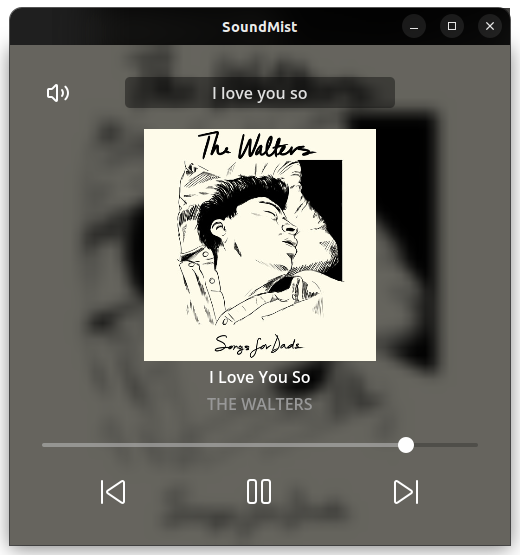 SoundMist
I love you so
The Walters
Songs for Dads
I Love You So
THE WALTERS